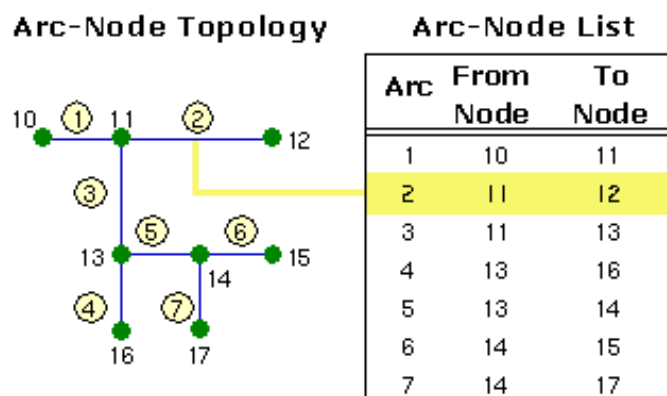 Arc-Node Topology
10 1 11 2 12
3
5 6
13 14 15
4 7
16 17
Arc-Node List
Arc From Node To Node
1 10 11
2 11 12
3 11 13
4 13 16
5 13 14
6 14 15
7 14 17